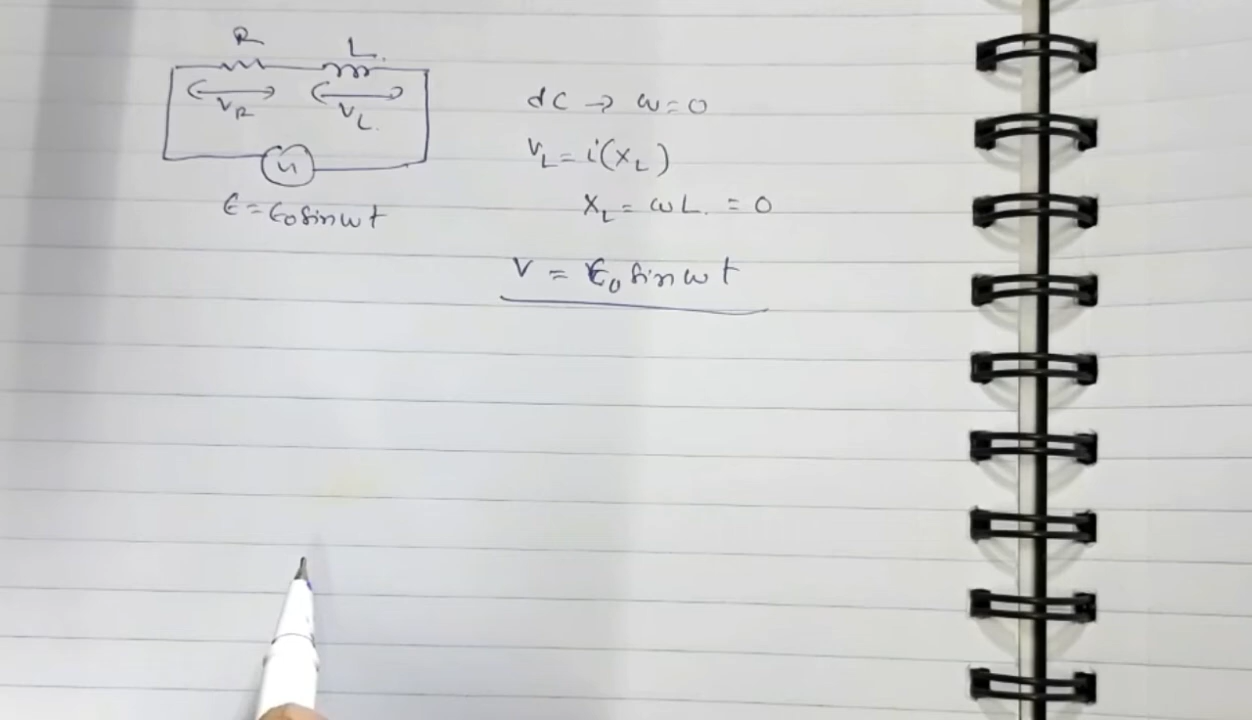 R
L
V_R
V_L
ε = ε₀ sin ωt
dc → ω = 0
V_L = i(X_L)
X_L = ωL. = 0
V = ε₀ sin ωt